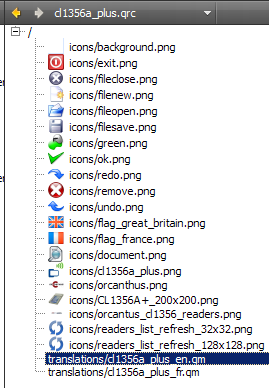 cl1356a_plus.qrc
/
icons/background.png
icons/exit.png
icons/fileclose.png
icons/filenew.png
icons/fileopen.png
icons/filesave.png
icons/green.png
icons/ok.png
icons/redo.png
icons/remove.png
icons/undo.png
icons/flag_great_britain.png
icons/flag_france.png
icons/document.png
icons/cl1356a_plus.png
icons/orcanthus.png
icons/CL1356A+_200x200.png
icons/orcantus_cl1356_readers.png
icons/readers_list_refresh_32x32.png
icons/readers_list_refresh_128x128.png
translations/cl1356a_plus_en.qm
translations/cl1356a_plus_fr.qm